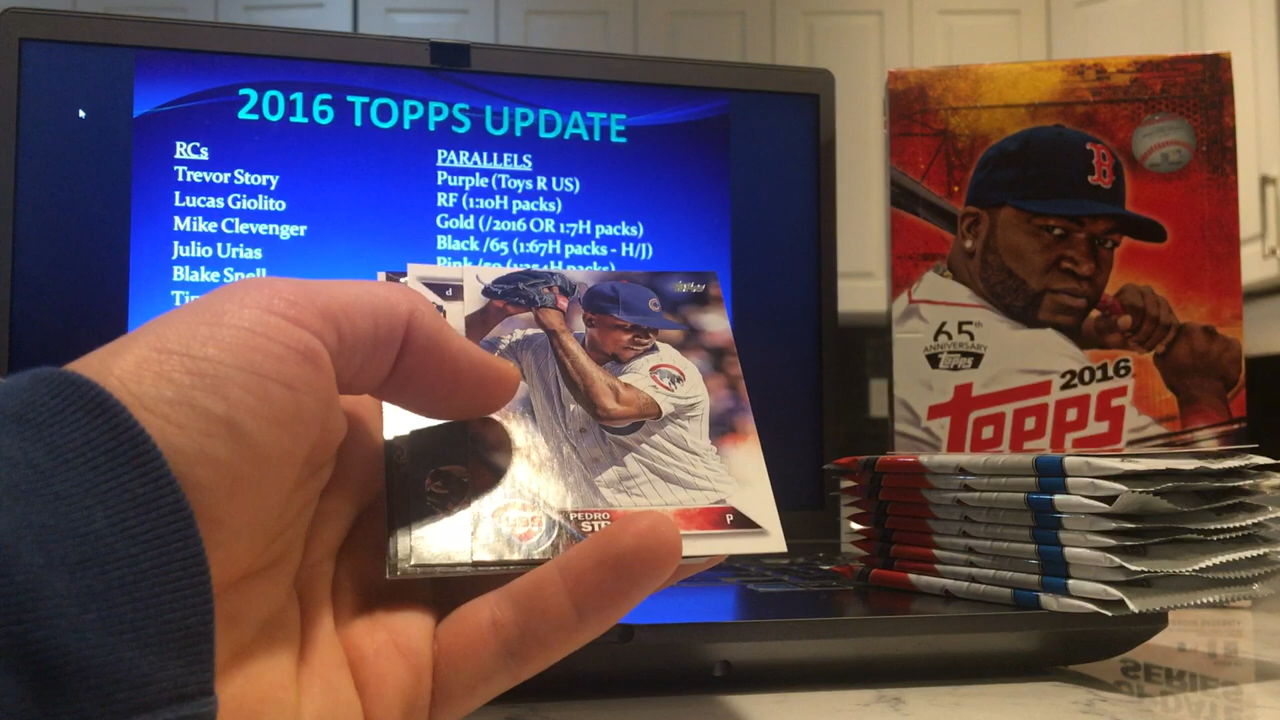 2016 TOPPS UPDATE
RCs
Trevor Story
Lucas Giolito
Mike Clevenger
Julio Urias
Blake Snell
PARALLELS
Purple (Toys R US)
RF (1:10H packs)
Gold (/2016 OR 1:7H packs)
Black /65 (1:67H packs - H/J)
Topps
PEDRO
P
B
65th
ANNIVERSARY
TOPPS
2016
TOPPS
SERIES
UPDATE